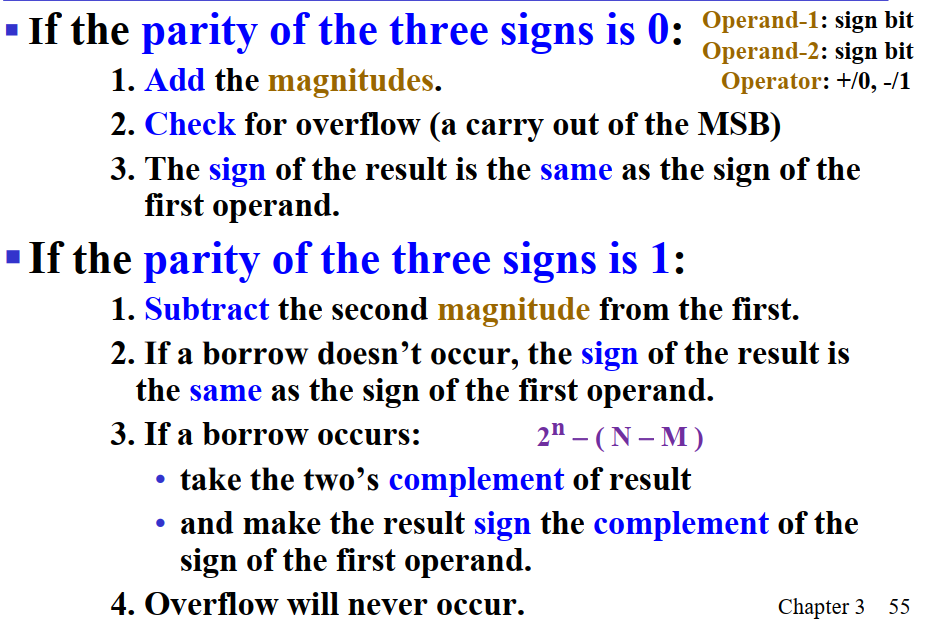 ▪ If the parity of the three signs is 0:
Operand-1: sign bit
Operand-2: sign bit
Operator: +/0, -/1
1. Add the magnitudes.
2. Check for overflow (a carry out of the MSB)
3. The sign of the result is the same as the sign of the
first operand.
▪ If the parity of the three signs is 1:
1. Subtract the second magnitude from the first.
2. If a borrow doesn’t occur, the sign of the result is
the same as the sign of the first operand.
3. If a borrow occurs: 2ⁿ – ( N – M )
• take the two’s complement of result
• and make the result sign the complement of the
sign of the first operand.
4. Overflow will never occur.
Chapter 3 55